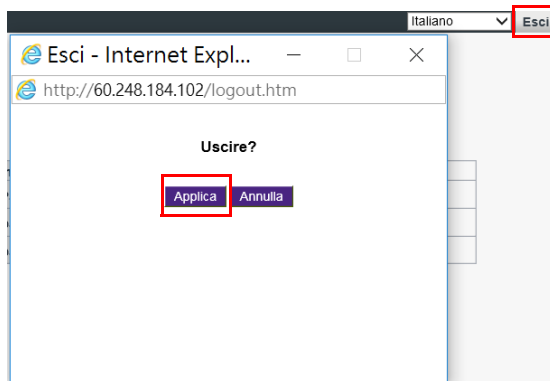 Italiano
Esci
Esci - Internet Expl...
http://60.248.184.102/logout.htm
Uscire?
Applica Annulla